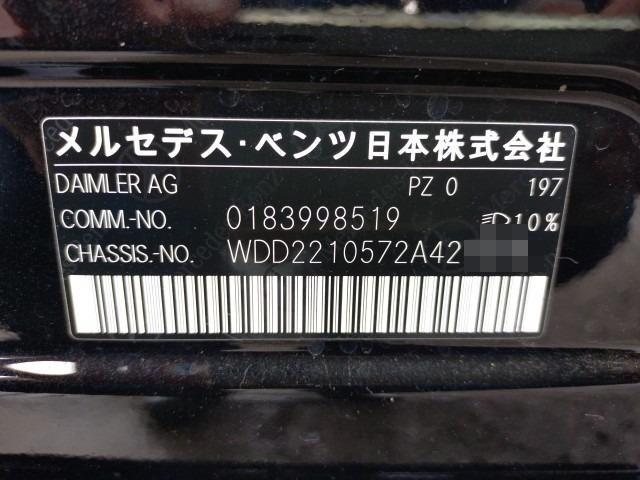 メルセデス・ベンツ日本株式会社
DAIMLER AG PZ 0 197
COMM.-NO. 0183998519 10%
CHASSIS.-NO. WDD2210572A42